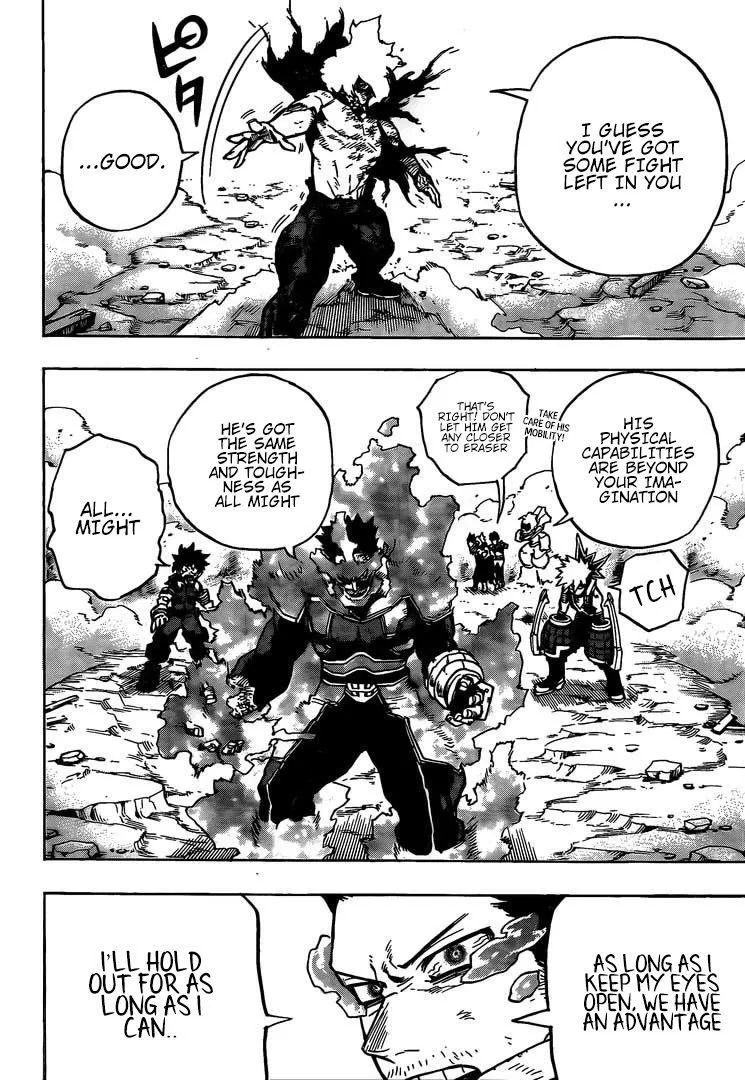 I GUESS
YOU'VE GOT
SOME FIGHT
LEFT IN YOU
...
ピタ
...GOOD.
HIS
PHYSICAL
CAPABILITIES
ARE BEYOND
YOUR IMA-
GINATION
TAKE
CARE OF HIS
MOBILITY!
THAT'S
RIGHT! DON'T
LET HIM GET
ANY CLOSER
TO ERASER
TCH
HE'S GOT
THE SAME
STRENGTH
AND TOUGH-
NESS AS
ALL MIGHT
ALL...
MIGHT
AS LONG AS I
KEEP MY EYES
OPEN, WE HAVE
AN ADVANTAGE
I'LL HOLD
OUT FOR AS
LONG AS I
CAN..